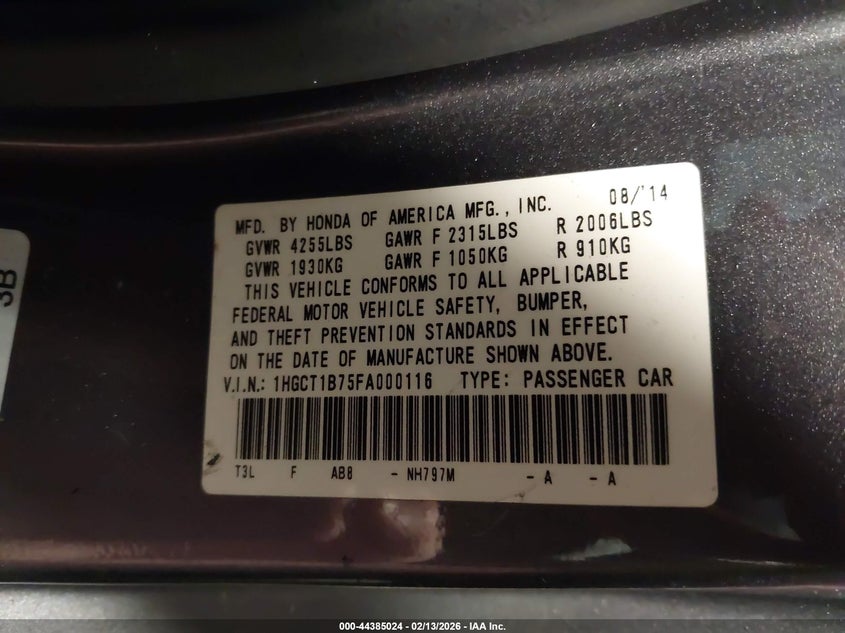 MFD. BY HONDA OF AMERICA MFG., INC. 08/'14
GVWR 4255LBS GAWR F 2315LBS R 2006LBS
GVWR 1930KG GAWR F 1050KG R 910KG
THIS VEHICLE CONFORMS TO ALL APPLICABLE
FEDERAL MOTOR VEHICLE SAFETY, BUMPER,
AND THEFT PREVENTION STANDARDS IN EFFECT
ON THE DATE OF MANUFACTURE SHOWN ABOVE.
V.I.N.: 1HGCT1B75FA000116 TYPE: PASSENGER CAR
T3L F AB8 - NH797M - A - A
3B
000-44385024 - 02/13/2026 - IAA Inc.